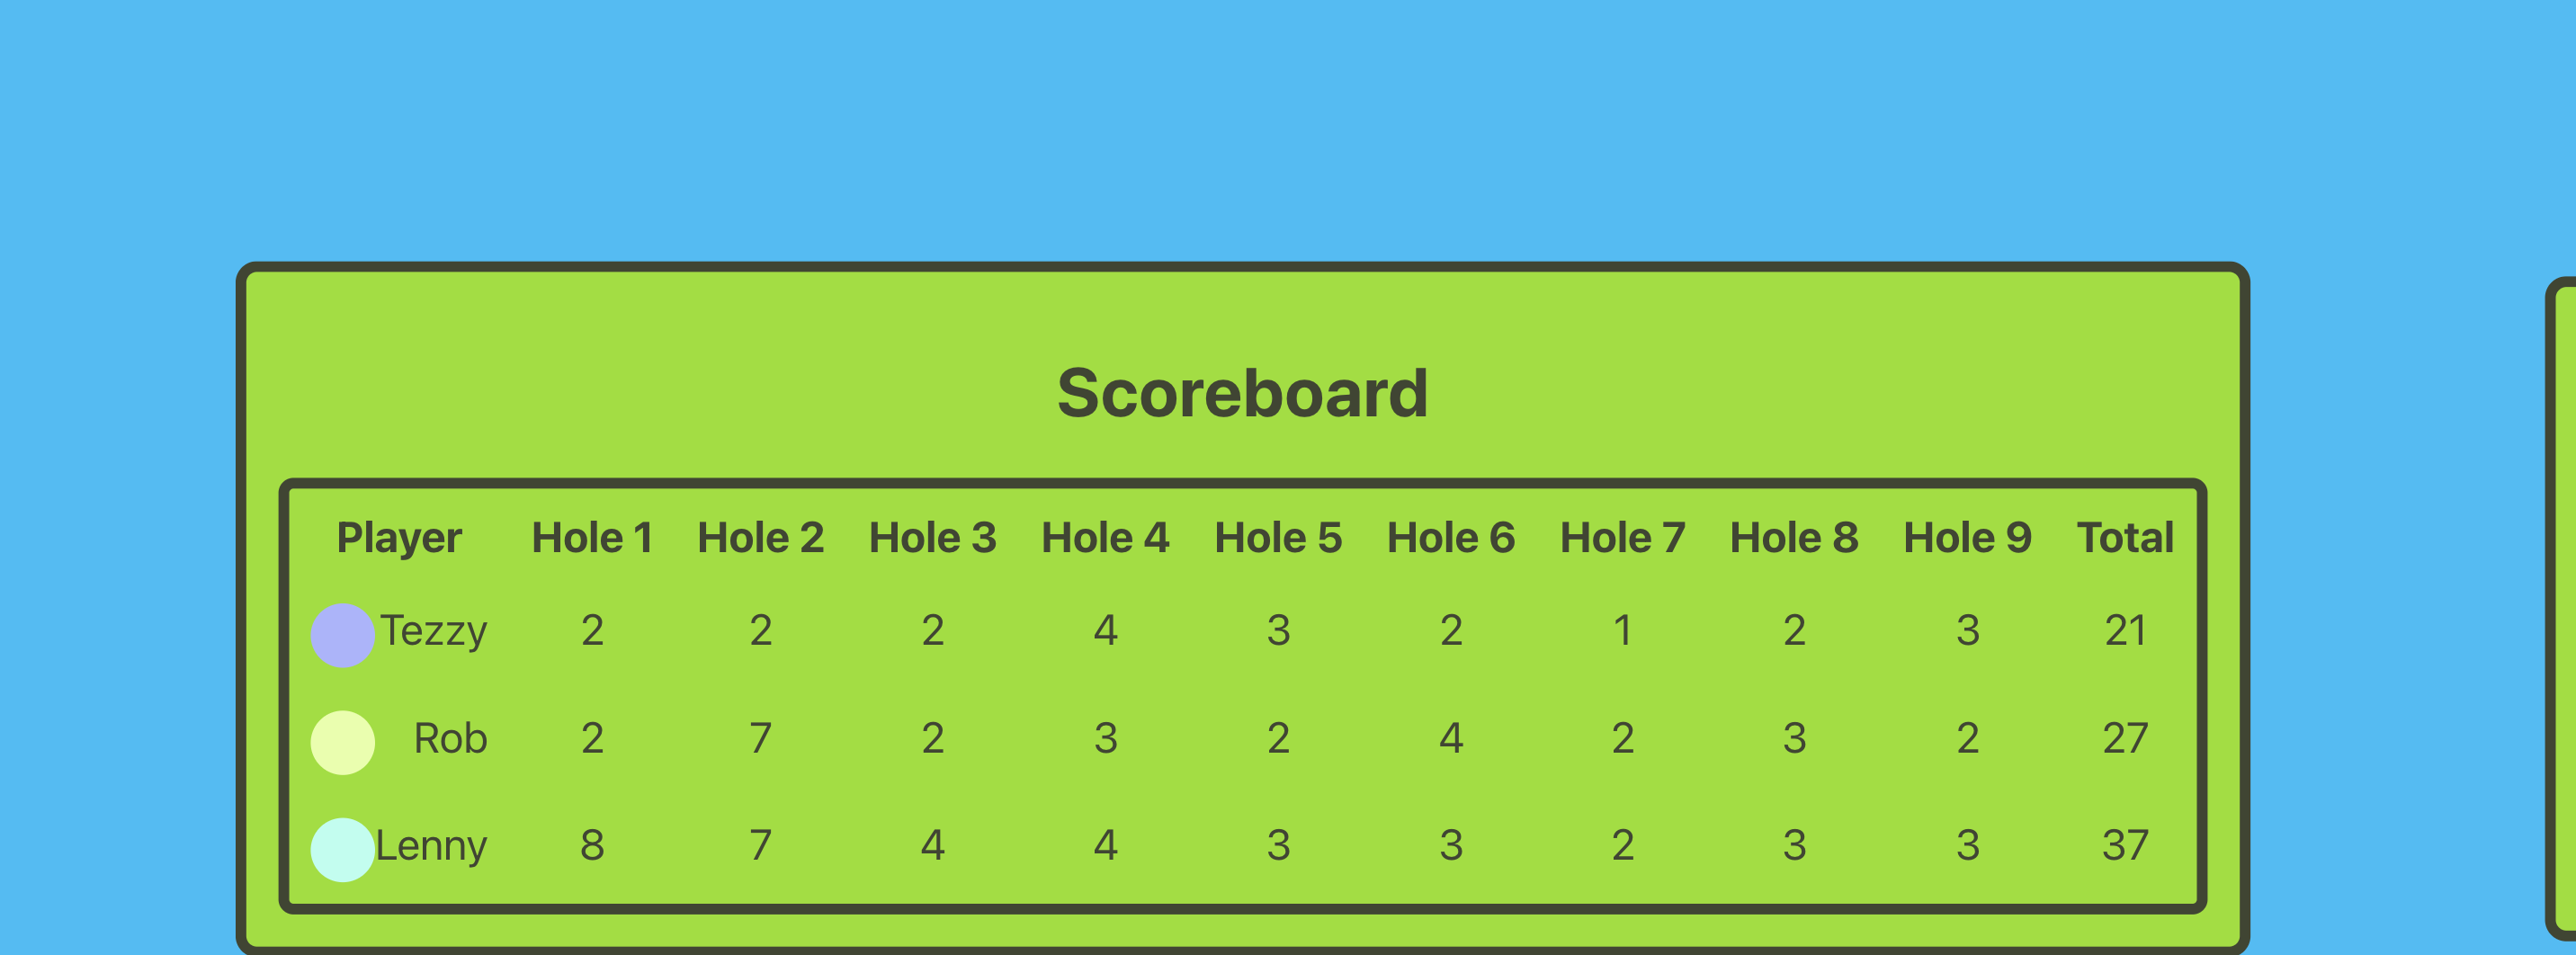 Scoreboard
Player Hole 1 Hole 2 Hole 3 Hole 4 Hole 5 Hole 6 Hole 7 Hole 8 Hole 9 Total
Tezzy 2 2 2 4 3 2 1 2 3 21
Rob 2 7 2 3 2 4 2 3 2 27
Lenny 8 7 4 4 3 3 2 3 3 37